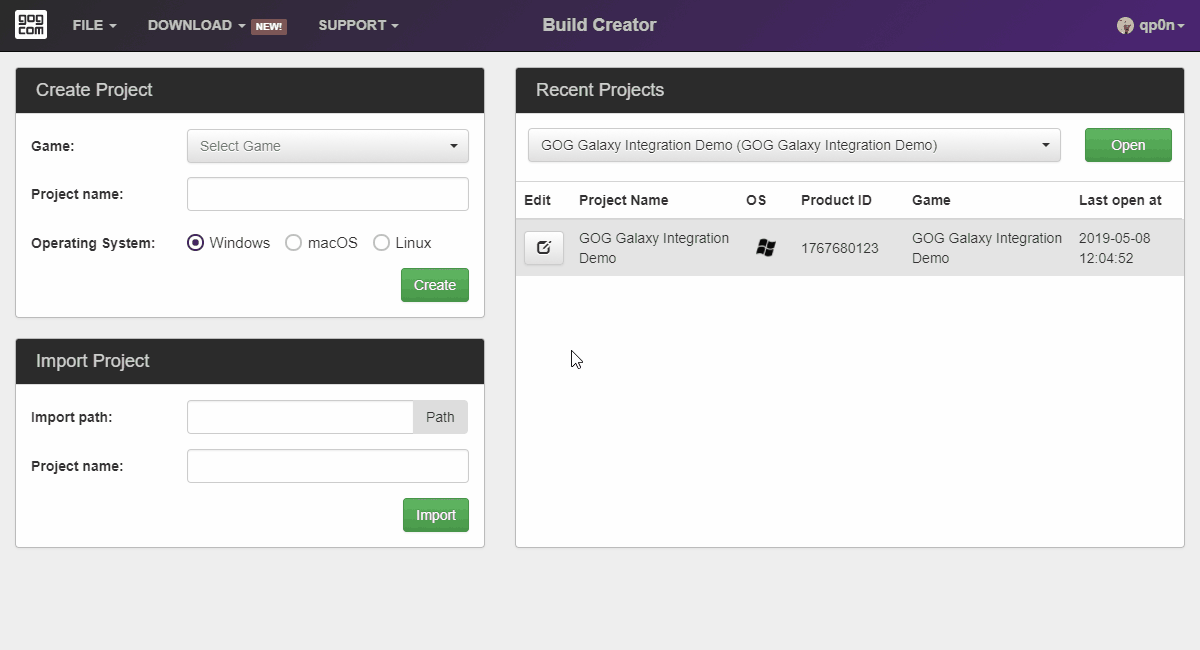 gog
com
FILE
DOWNLOAD NEW!
SUPPORT
Build Creator
qp0n
Create Project
Game: Select Game
Project name:
Operating System: Windows macOS Linux
Create
Import Project
Import path: Path
Project name:
Import
Recent Projects
GOG Galaxy Integration Demo (GOG Galaxy Integration Demo) Open
Edit Project Name OS Product ID Game Last open at
GOG Galaxy Integration Demo 1767680123 GOG Galaxy Integration Demo 2019-05-08 12:04:52